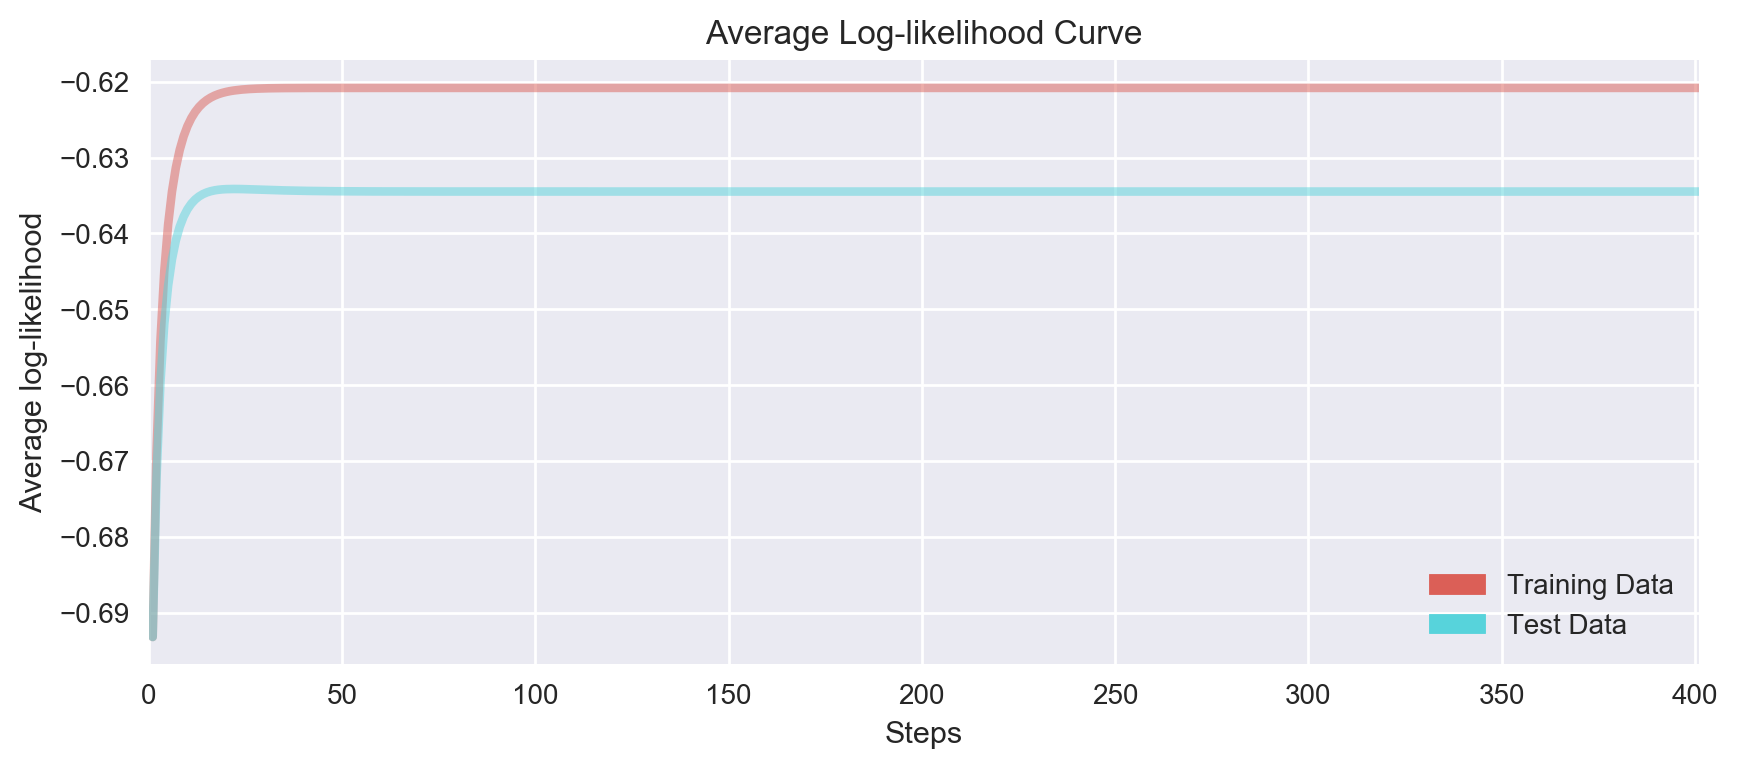 Average Log-likelihood Curve
Average log-likelihood
−0.62
−0.63
−0.64
−0.65
−0.66
−0.67
−0.68
−0.69
Training Data
Test Data
0 50 100 150 200 250 300 350 400
Steps